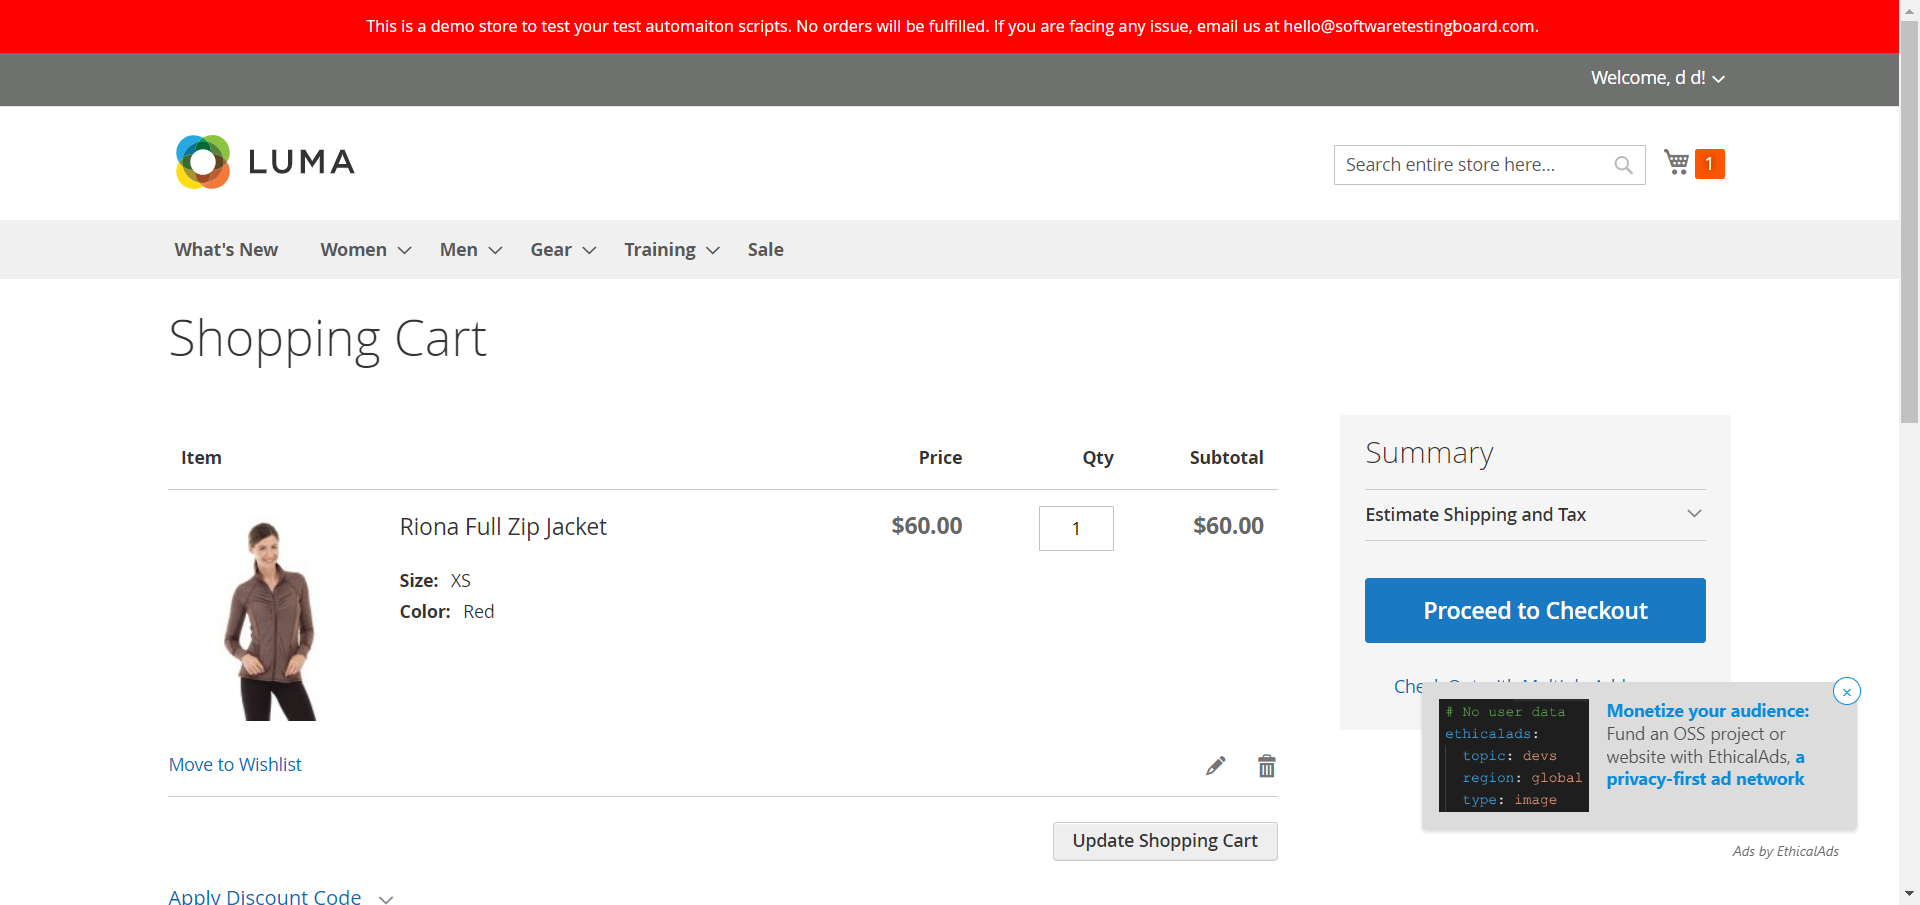 This is a demo store to test your test automaiton scripts. No orders will be fulfilled. If you are facing any issue, email us at hello@softwaretestingboard.com.
Welcome, d d!
LUMA
Search entire store here...
1
What's New Women Men Gear Training Sale
Shopping Cart
Item Price Qty Subtotal
Riona Full Zip Jacket $60.00 1 $60.00
Size: XS
Color: Red
Move to Wishlist
Update Shopping Cart
Apply Discount Code
Summary
Estimate Shipping and Tax
Proceed to Checkout
# No user data
ethicalads:
topic: devs
region: global
type: image
Monetize your audience:
Fund an OSS project or
website with EthicalAds, a
privacy-first ad network
Ads by EthicalAds